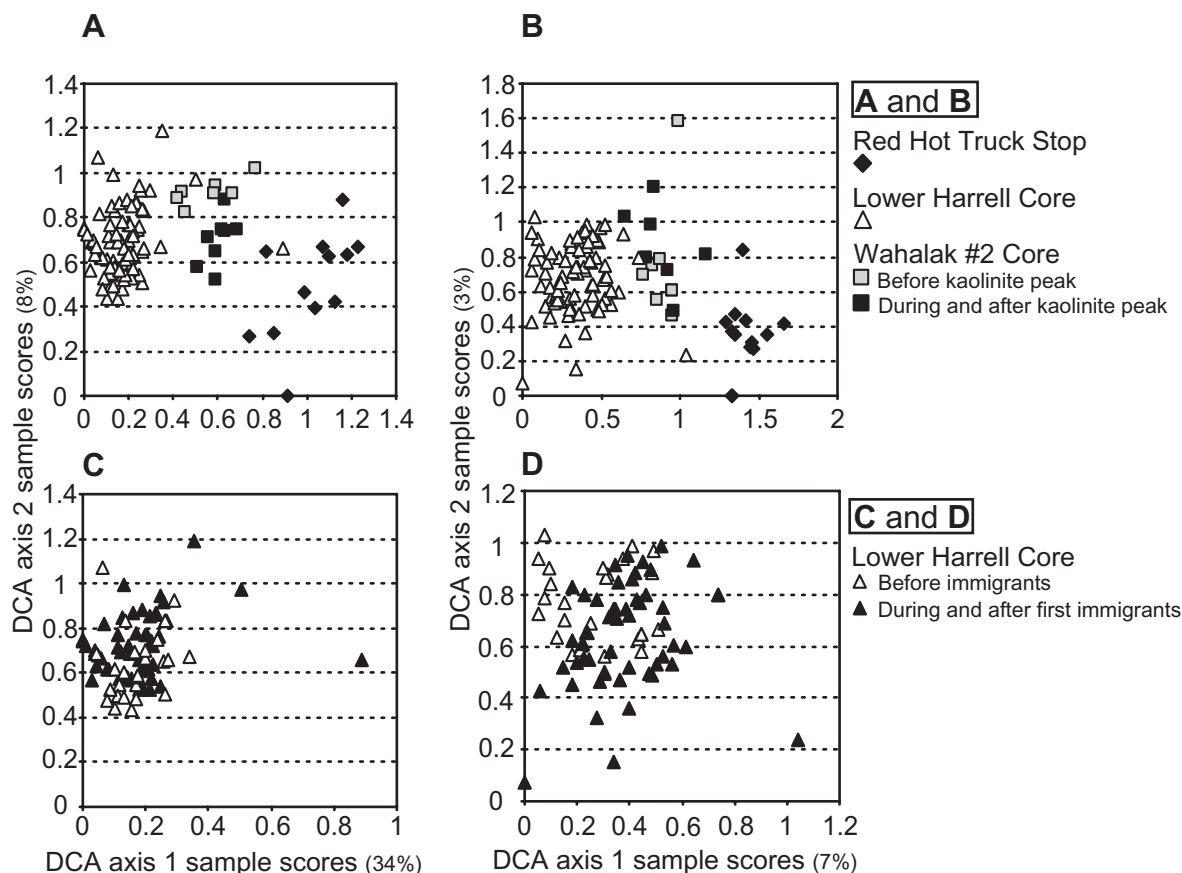 A
B
1.4
1.2
1
0.8
0.6
0.4
0.2
0
0 0.2 0.4 0.6 0.8 1 1.2 1.4
DCA axis 2 sample scores (8%)
1.8
1.6
1.4
1.2
1
0.8
0.6
0.4
0.2
0
0 0.5 1 1.5 2
DCA axis 2 sample scores (3%)
A and B
Red Hot Truck Stop
Lower Harrell Core
Wahalak #2 Core
Before kaolinite peak
During and after kaolinite peak
C
D
1.4
1.2
1
0.8
0.6
0.4
0.2
0
0 0.2 0.4 0.6 0.8 1
DCA axis 1 sample scores (34%)
1.2
1
0.8
0.6
0.4
0.2
0
0 0.2 0.4 0.6 0.8 1 1.2
DCA axis 1 sample scores (7%)
C and D
Lower Harrell Core
Before immigrants
During and after first immigrants